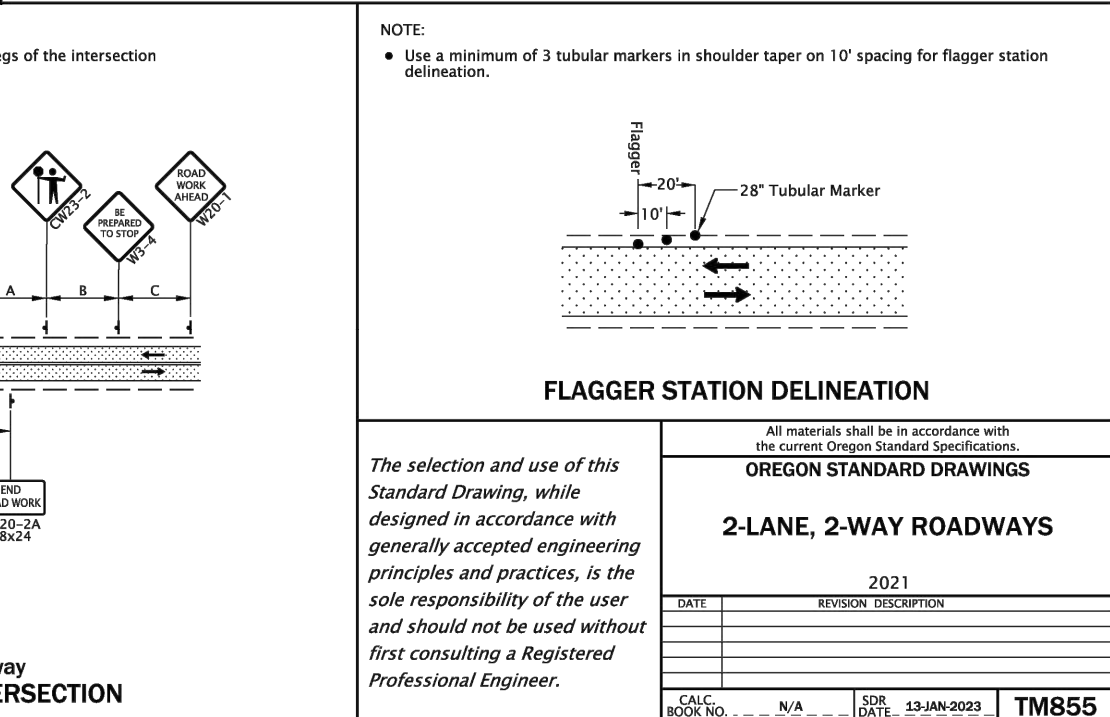 NOTE:
● Use a minimum of 3 tubular markers in shoulder taper on 10' spacing for flagger station
delineation.
of the intersection
Flagger
20'
10'
28" Tubular Marker
FLAGGER STATION DELINEATION
CW23-2
BE
PREPARED
TO STOP
W3-4
ROAD
WORK
AHEAD
W20-1
A
B
C
END
WORK
20-2A
8x24
ERSECTION
The selection and use of this
Standard Drawing, while
designed in accordance with
generally accepted engineering
principles and practices, is the
sole responsibility of the user
and should not be used without
first consulting a Registered
Professional Engineer.
All materials shall be in accordance with
the current Oregon Standard Specifications.
OREGON STANDARD DRAWINGS
2-LANE, 2-WAY ROADWAYS
2021
DATE REVISION DESCRIPTION
CALC.
BOOK NO. N/A
SDR
DATE 13-JAN-2023
TM855